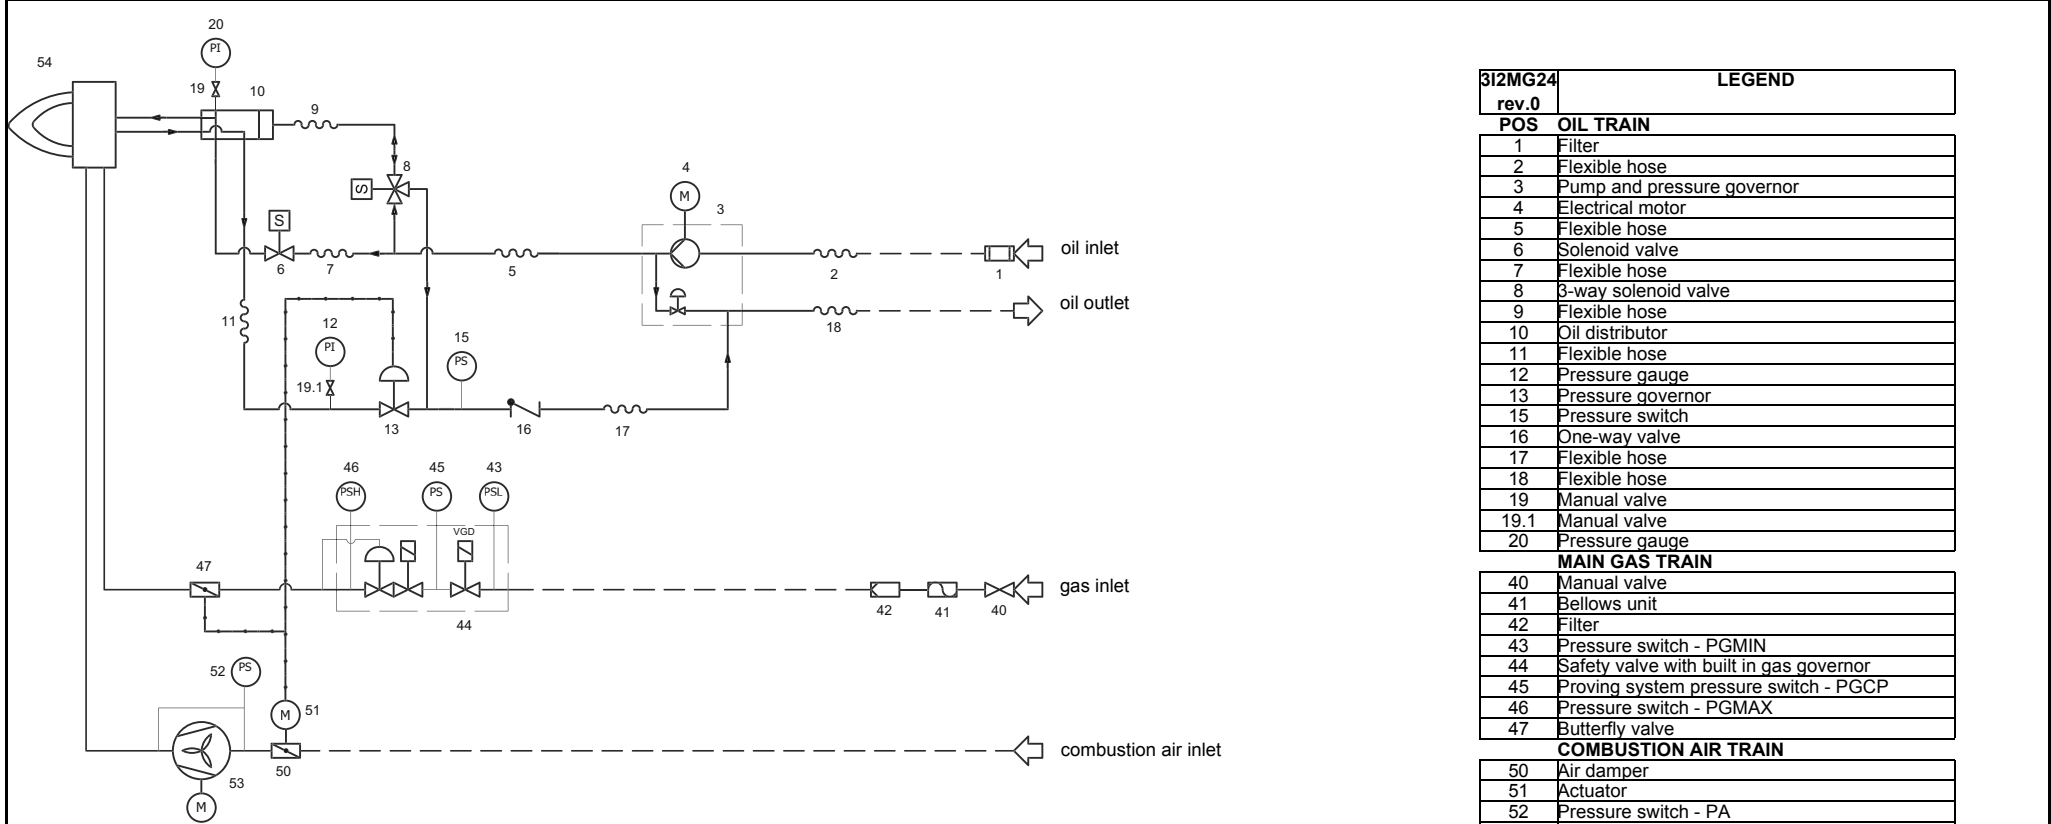 20
PI
54
19
10
9
8
S
4
M
3
S
6
7
5
2
1
oil inlet
oil outlet
11
12
PI
15
PS
18
19.1
13
16
17
46
45
43
PSH
PS
PSL
VGD
47
44
42
41
40
gas inlet
52
PS
M
51
50
53
M
combustion air inlet
3I2MG24 LEGEND
rev.0
POS OIL TRAIN
1 Filter
2 Flexible hose
3 Pump and pressure governor
4 Electrical motor
5 Flexible hose
6 Solenoid valve
7 Flexible hose
8 3-way solenoid valve
9 Flexible hose
10 Oil distributor
11 Flexible hose
12 Pressure gauge
13 Pressure governor
15 Pressure switch
16 One-way valve
17 Flexible hose
18 Flexible hose
19 Manual valve
19.1 Manual valve
20 Pressure gauge
MAIN GAS TRAIN
40 Manual valve
41 Bellows unit
42 Filter
43 Pressure switch - PGMIN
44 Safety valve with built in gas governor
45 Proving system pressure switch - PGCP
46 Pressure switch - PGMAX
47 Butterfly valve
COMBUSTION AIR TRAIN
50 Air damper
51 Actuator
52 Pressure switch - PA